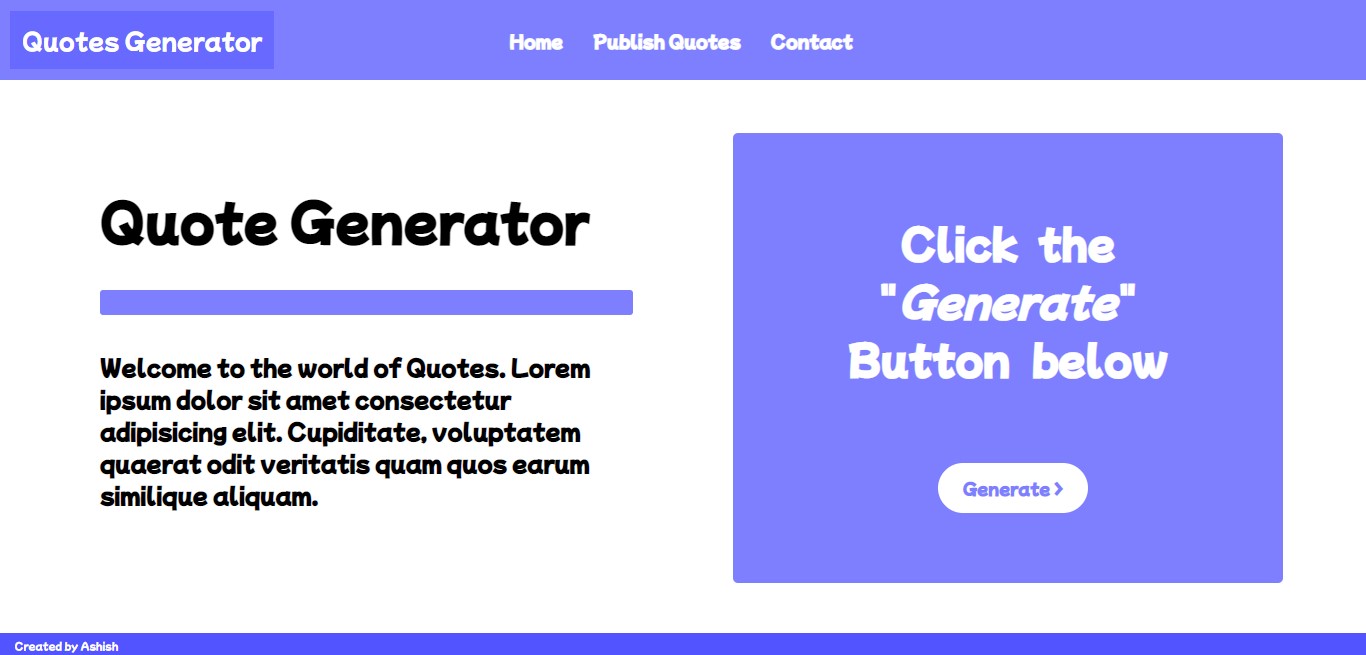 Quotes Generator
Home Publish Quotes Contact
Quote Generator
Welcome to the world of Quotes. Lorem
ipsum dolor sit amet consectetur
adipisicing elit. Cupiditate, voluptatem
quaerat odit veritatis quam quos earum
similique aliquam.
Click the
"Generate"
Button below
Generate >
Created by Ashish